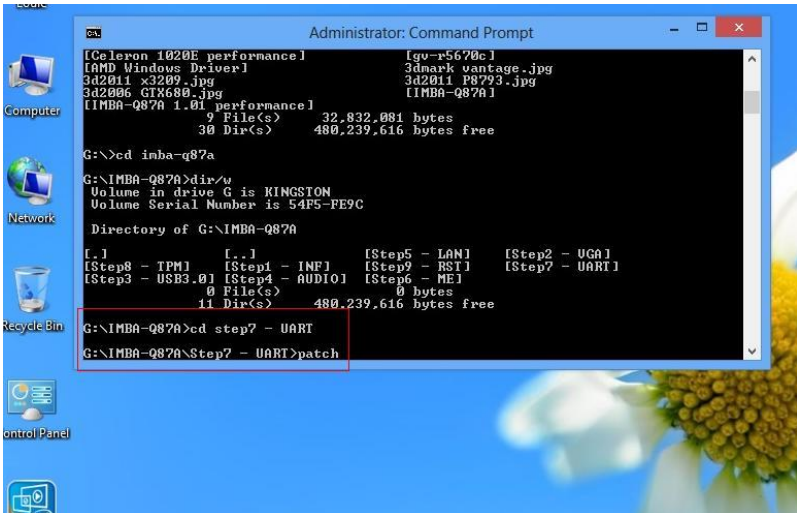 Administrator: Command Prompt
[Celeron 1020E performance] [gv-r5670c]
[AMD Windows Driver] 3dmark vantage.jpg
3d2011 x3209.jpg 3d2011 P8793.jpg
3d2006 GTX680.jpg [IMBA-Q87A]
[IMBA-Q87A 1.01 performance]
9 File(s) 32,832,081 bytes
30 Dir(s) 480,239,616 bytes free
G:\>cd imba-q87a
G:\IMBA-Q87A>dir/w
Volume in drive G is KINGSTON
Volume Serial Number is 54F5-FE9C
Directory of G:\IMBA-Q87A
[.] [..] [Step5 - LAN] [Step2 - VGA]
[Step8 - TPM] [Step1 - INF] [Step9 - RST] [Step7 - UART]
[Step3 - USB3.0] [Step4 - AUDIO] [Step6 - ME]
0 File(s) 0 bytes
11 Dir(s) 480,239,616 bytes free
G:\IMBA-Q87A>cd step7 - UART
G:\IMBA-Q87A\Step7 - UART>patch
Computer
Network
Recycle Bin
ontrol Panel